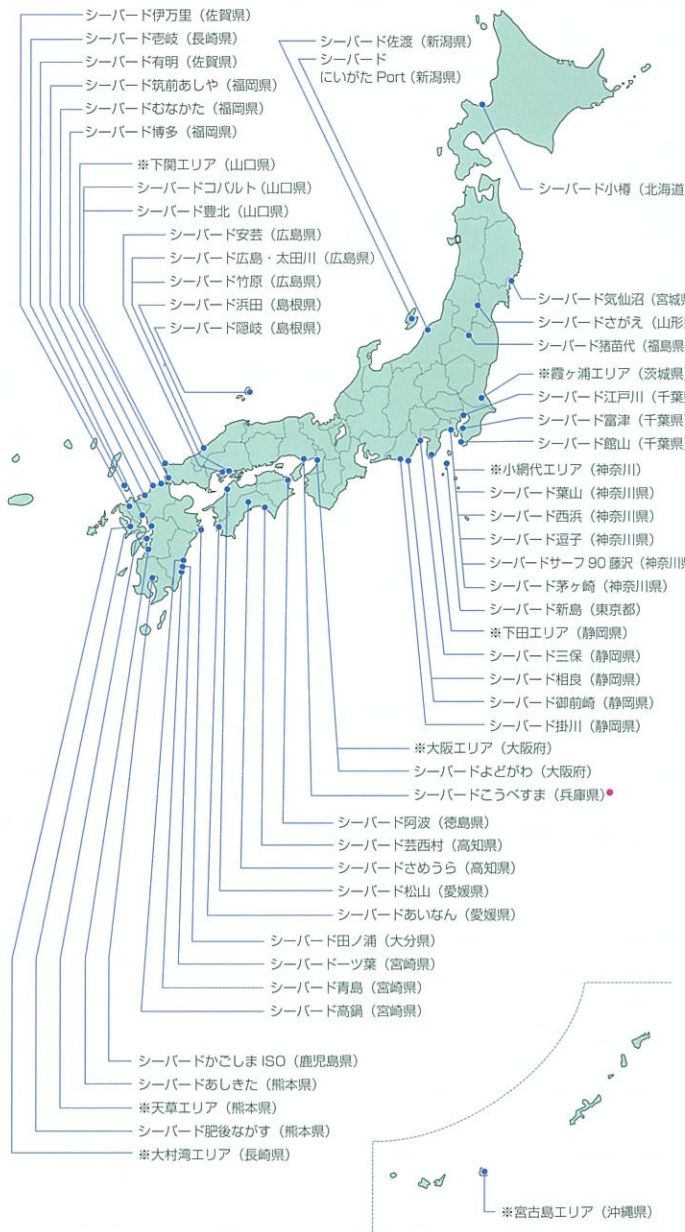 シーバード伊万里（佐賀県）
シーバード壱岐（長崎県）
シーバード有明（佐賀県）
シーバード筑前あしや（福岡県）
シーバードむなかた（福岡県）
シーバード博多（福岡県）
※下関エリア（山口県）
シーバードコバルト（山口県）
シーバード豊北（山口県）
シーバード安芸（広島県）
シーバード広島・太田川（広島県）
シーバード竹原（広島県）
シーバード浜田（島根県）
シーバード隠岐（島根県）
シーバード佐渡（新潟県）
シーバード
にいがた Port（新潟県）
シーバード小樽（北海道
シーバード気仙沼（宮城県
シーバードさがえ（山形
シーバード猪苗代（福島県
※霞ヶ浦エリア（茨城県）
シーバード江戸川（千葉県
シーバード富津（千葉県）
シーバード館山（千葉県）
※小網代エリア（神奈川）
シーバード葉山（神奈川県）
シーバード西浜（神奈川県）
シーバード逗子（神奈川県）
シーバードサーフ 90 藤沢（神奈川県
シーバード茅ヶ崎（神奈川県）
シーバード新島（東京都）
※下田エリア（静岡県）
シーバード三保（静岡県）
シーバード相良（静岡県）
シーバード御前崎（静岡県）
シーバード掛川（静岡県）
※大阪エリア（大阪府）
シーバードよどがわ（大阪府）
シーバードこうべすま（兵庫県）
シーバード阿波（徳島県）
シーバード芸西村（高知県）
シーバードさめうら（高知県）
シーバード松山（愛媛県）
シーバードあいなん（愛媛県）
シーバード田ノ浦（大分県）
シーバード一ツ葉（宮崎県）
シーバード青島（宮崎県）
シーバード高鍋（宮崎県）
シーバードかごしま ISO（鹿児島県）
シーバードあしきた（熊本県）
※天草エリア（熊本県）
シーバード肥後ながす（熊本県）
※大村湾エリア（長崎県）
※宮古島エリア（沖縄県）